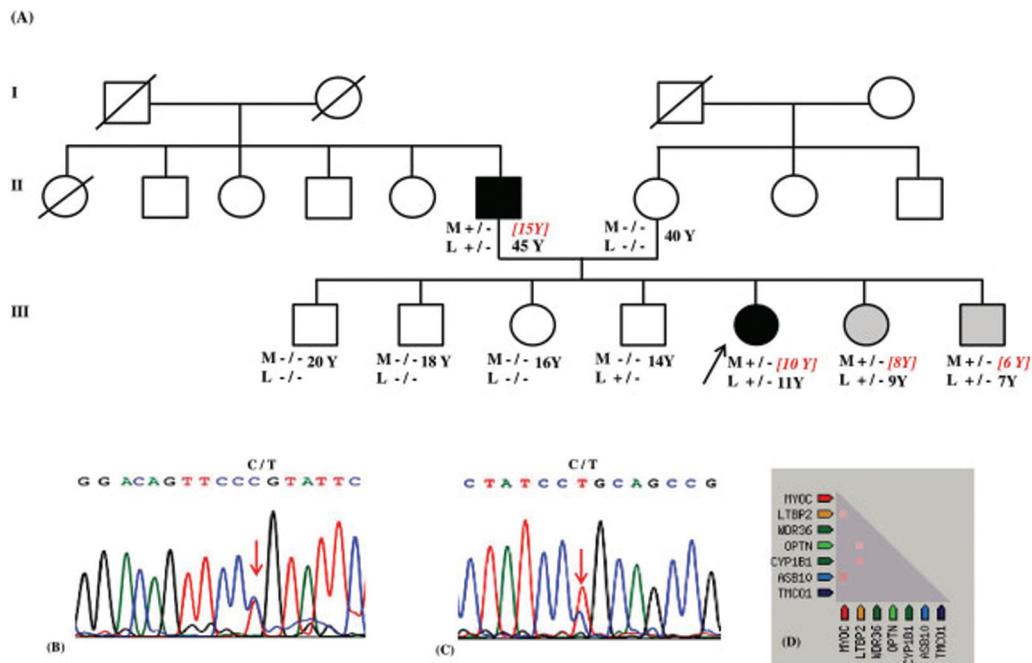 (A)
I
II
M +/- [15Y] M -/-
L +/- 45 Y L -/- 40 Y
III
M -/- 20 Y M -/- 18 Y M -/- 16Y M -/- 14Y M +/- [10 Y] M +/- [8Y] M +/- [6 Y]
L -/- L -/- L -/- L +/- L +/- 11Y L +/- 9Y L +/- 7Y
C/T
G G A C A G T T C C C G T A T T C
(B)
C/T
C T A T C C T G C A G C C G
(C)
MYOC
LTBP2
WDR36
OPTN
CYP1B1
ASB10
TMCO1
MYOC LTBP2 WDR36 OPTN CYP1B1 ASB10 TMCO1
(D)